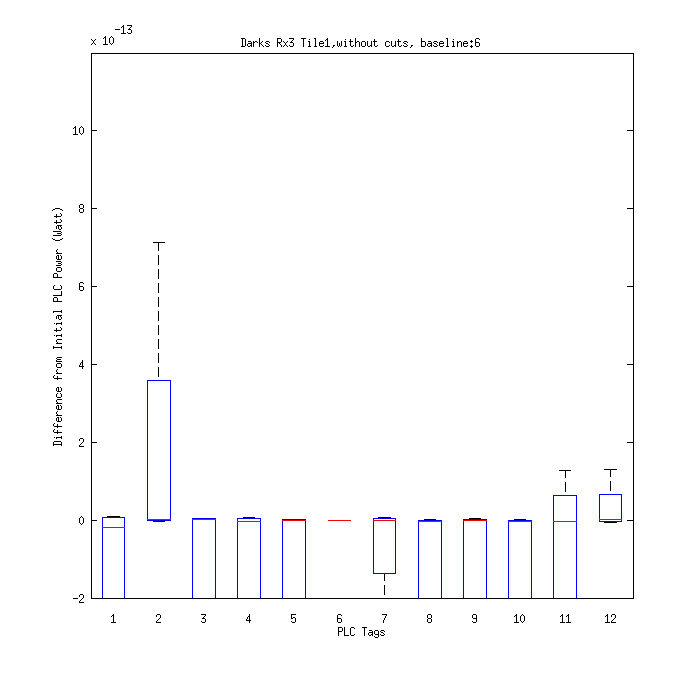 x 10-13
Darks Rx3 Tile1,without cuts, baseline:6
10
8
6
4
2
0
-2
Difference from Initial PLC Power (Watt)
1 2 3 4 5 6 7 8 9 10 11 12
PLC Tags